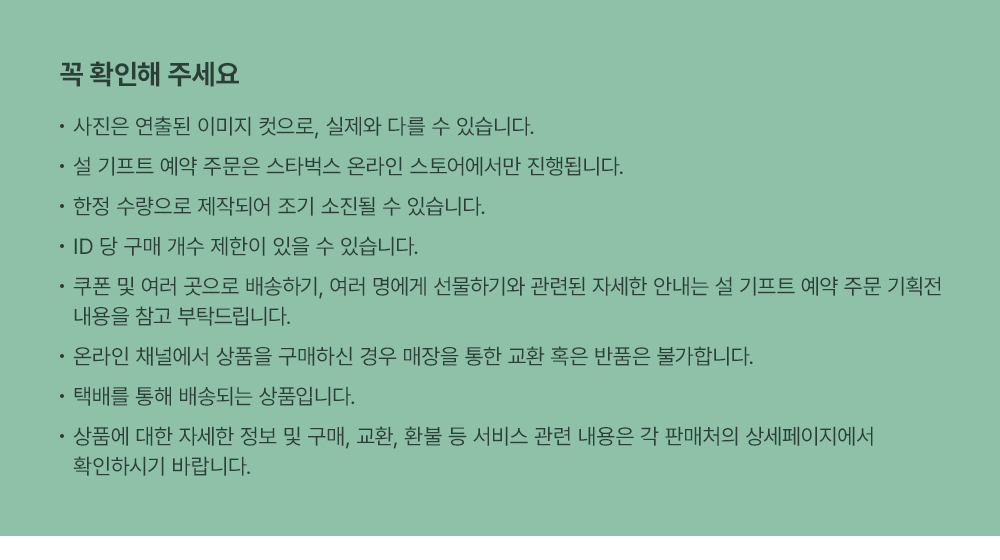 꼭 확인해 주세요
• 사진은 연출된 이미지 컷으로, 실제와 다를 수 있습니다.
• 설 기프트 예약 주문은 스타벅스 온라인 스토어에서만 진행됩니다.
• 한정 수량으로 제작되어 조기 소진될 수 있습니다.
• ID 당 구매 개수 제한이 있을 수 있습니다.
• 쿠폰 및 여러 곳으로 배송하기, 여러 명에게 선물하기와 관련된 자세한 안내는 설 기프트 예약 주문 기획전
내용을 참고 부탁드립니다.
• 온라인 채널에서 상품을 구매하신 경우 매장을 통한 교환 혹은 반품은 불가합니다.
• 택배를 통해 배송되는 상품입니다.
• 상품에 대한 자세한 정보 및 구매, 교환, 환불 등 서비스 관련 내용은 각 판매처의 상세페이지에서
확인하시기 바랍니다.